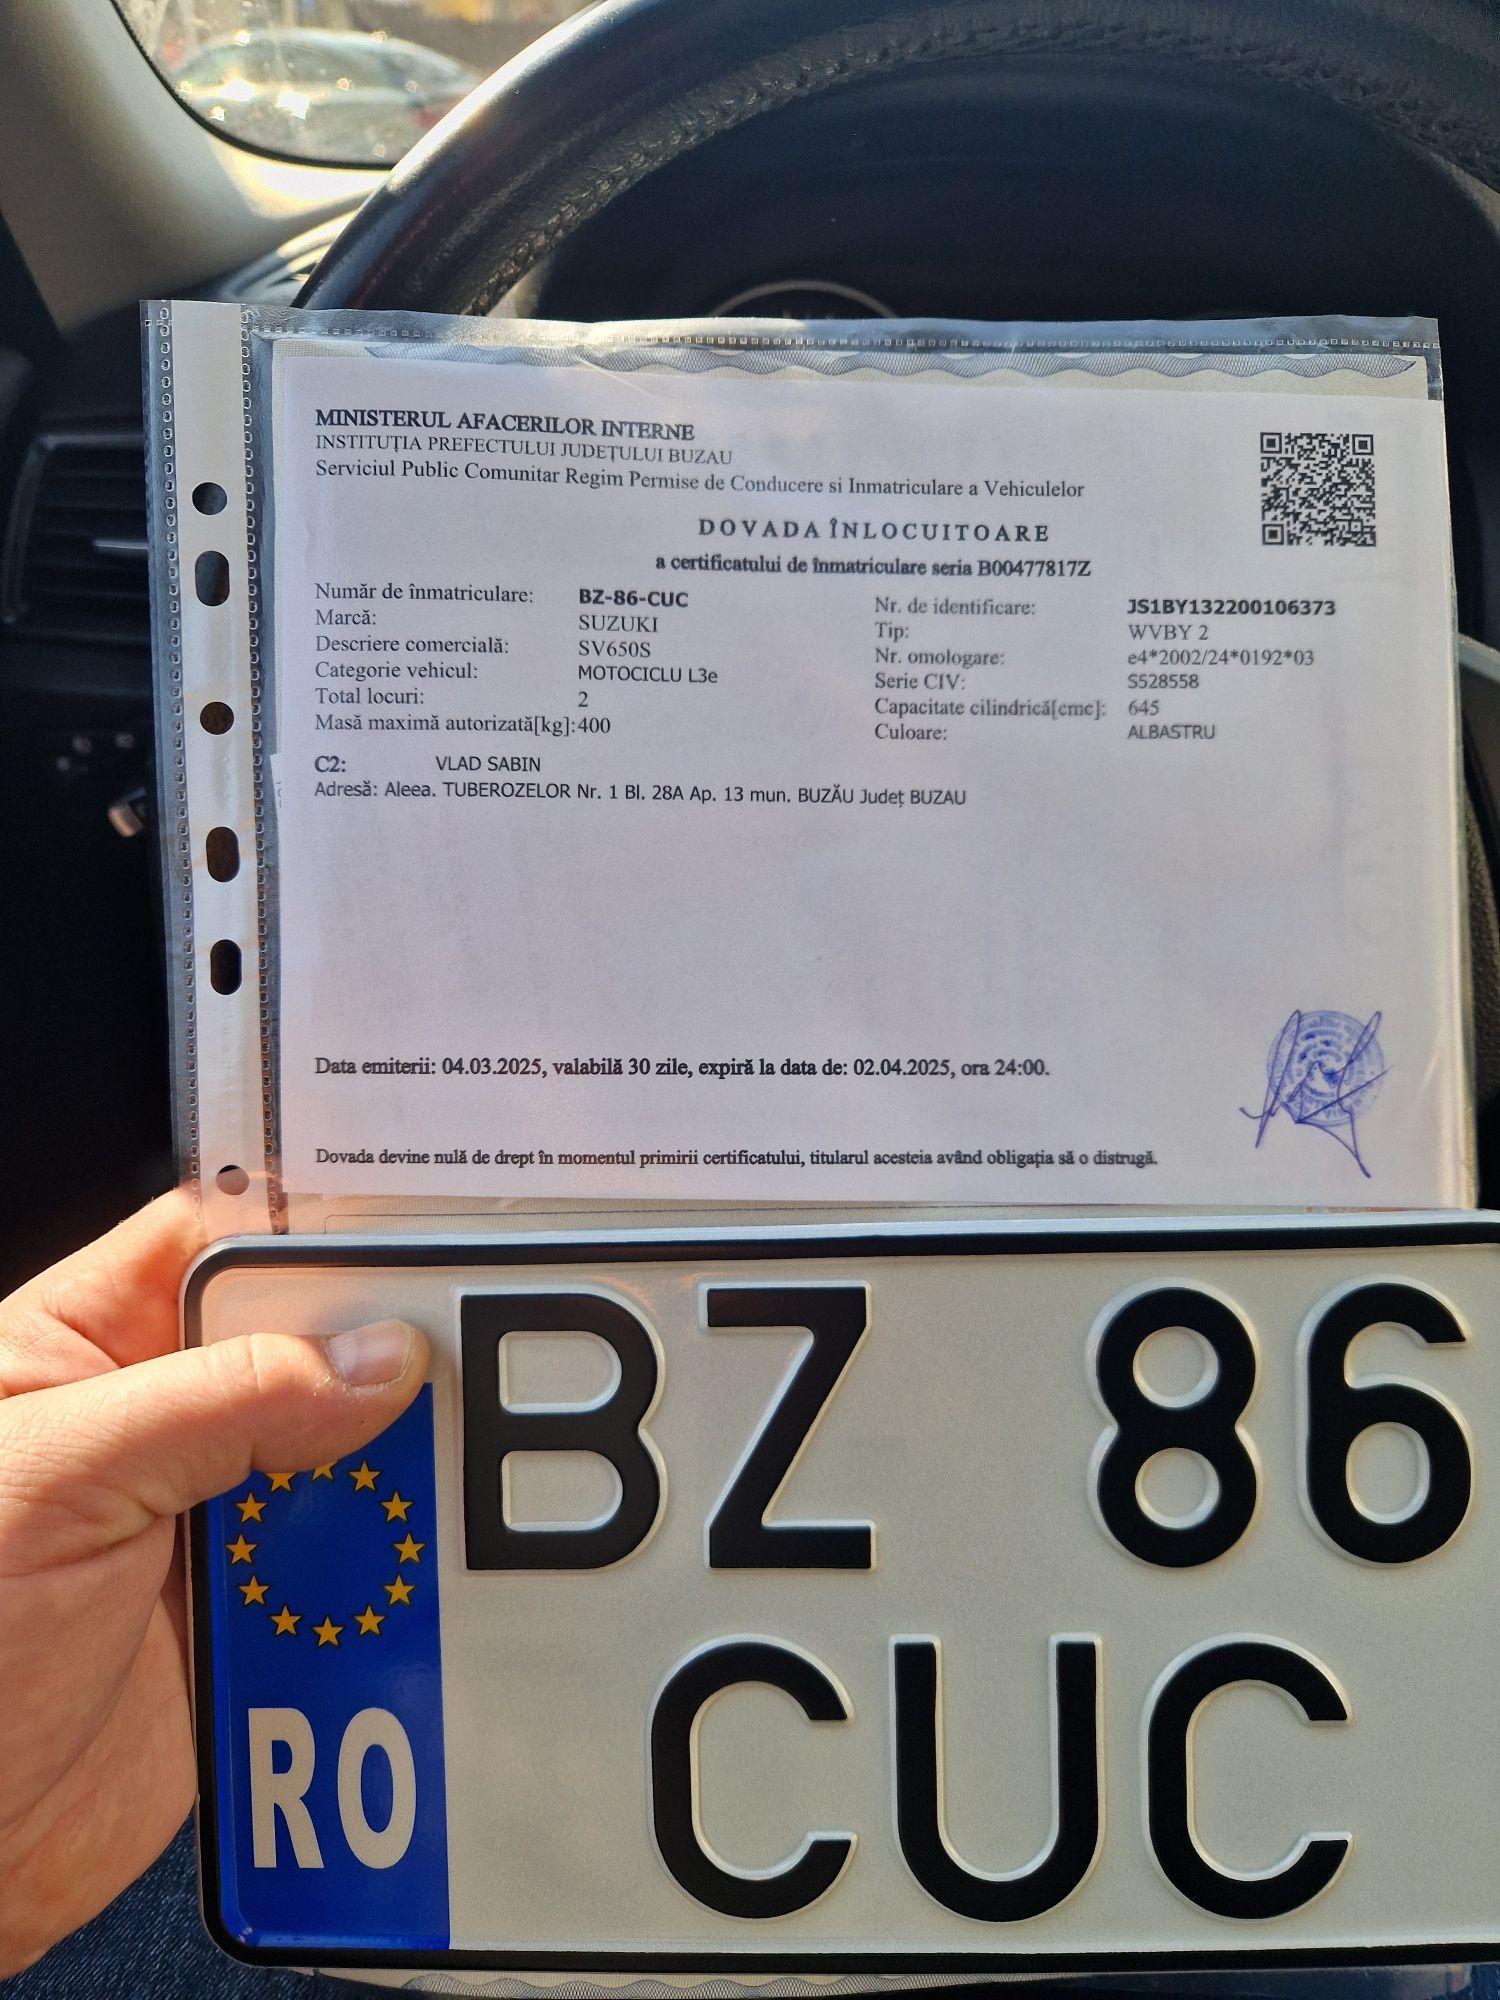 MINISTERUL AFACERILOR INTERNE
INSTITUȚIA PREFECTULUI JUDEȚULUI BUZAU
Serviciul Public Comunitar Regim Permise de Conducere si Inmatriculare a Vehiculelor
DOVADA ÎNLOCUITOARE
a certificatului de înmatriculare seria B00477817Z
Număr de înmatriculare: BZ-86-CUC
Marcă: SUZUKI
Descriere comercială: SV650S
Categorie vehicul: MOTOCICLU L3e
Total locuri: 2
Masă maximă autorizată[kg]: 400
Nr. de identificare: JS1BY132200106373
Tip: WVBY 2
Nr. omologare: e4*2002/24*0192*03
Serie CIV: S528558
Capacitate cilindrică[cmc]: 645
Culoare: ALBASTRU
C2: VLAD SABIN
Adresă: Aleea. TUBEROZELOR Nr. 1 Bl. 28A Ap. 13 mun. BUZĂU Județ BUZAU
Data emiterii: 04.03.2025, valabilă 30 zile, expiră la data de: 02.04.2025, ora 24:00.
Dovada devine nulă de drept în momentul primirii certificatului, titularul acesteia având obligația să o distrugă.
BZ 86
CUC
RO